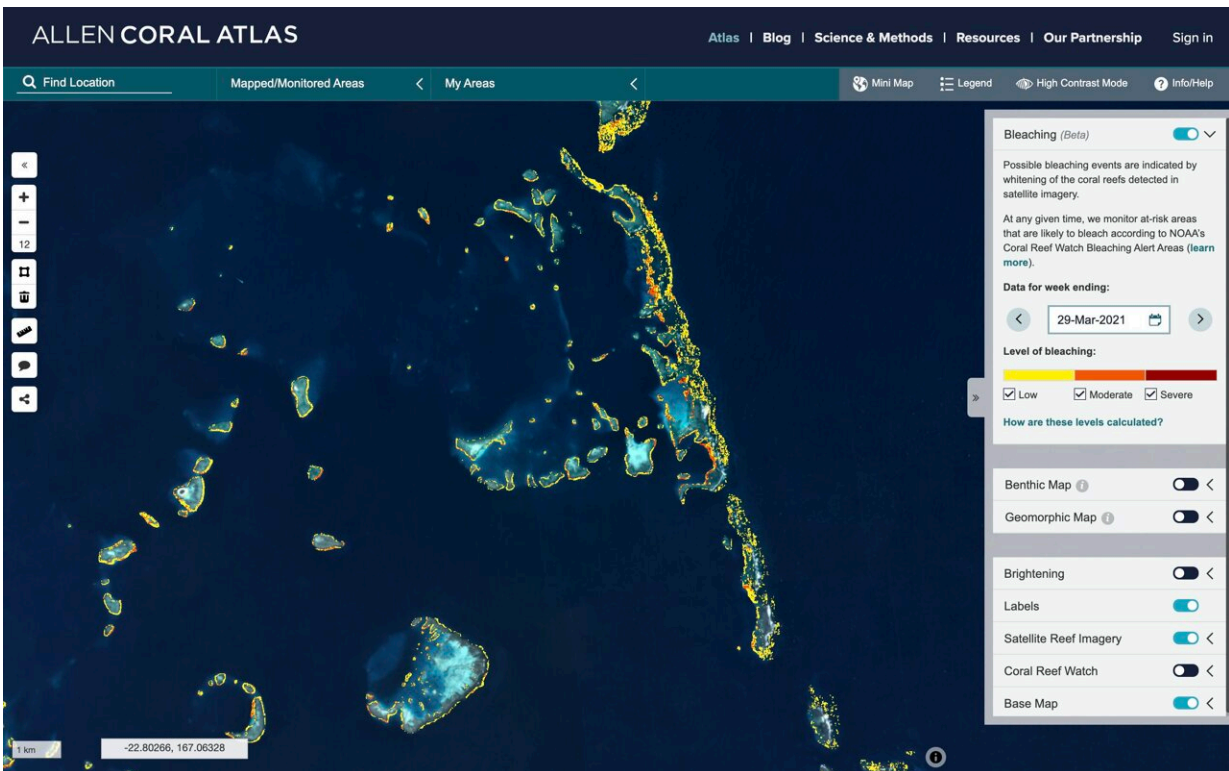 ALLEN CORAL ATLAS
Atlas | Blog | Science & Methods | Resources | Our Partnership Sign in
Find Location Mapped/Monitored Areas My Areas Mini Map Legend High Contrast Mode Info/Help
Bleaching (Beta)
Possible bleaching events are indicated by
whitening of the coral reefs detected in
satellite imagery.
At any given time, we monitor at-risk areas
that are likely to bleach according to NOAA's
Coral Reef Watch Bleaching Alert Areas (learn
more).
Data for week ending:
29-Mar-2021
Level of bleaching:
Low Moderate Severe
How are these levels calculated?
Benthic Map
Geomorphic Map
Brightening
Labels
Satellite Reef Imagery
Coral Reef Watch
Base Map
12
1 km
-22.80266, 167.06328